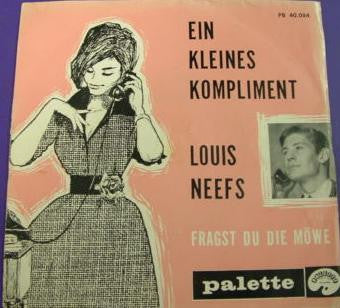 PB 40.094
EIN
KLEINES
KOMPLIMENT
LOUIS
NEEFS
FRAGST DU DIE MÖWE
palette